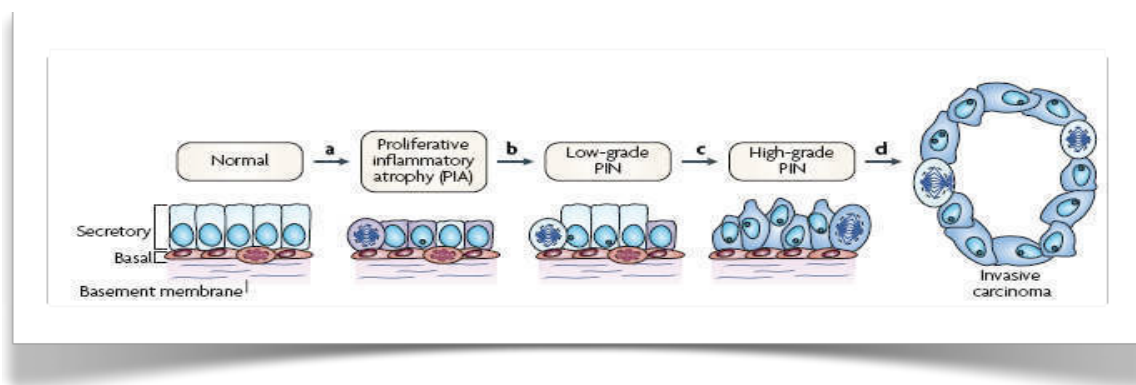 a
b
c
d
Normal
Proliferative
inflammatory
atrophy (PIA)
Low-grade
PIN
High-grade
PIN
Secretory
Basal
Basement membrane
Invasive
carcinoma